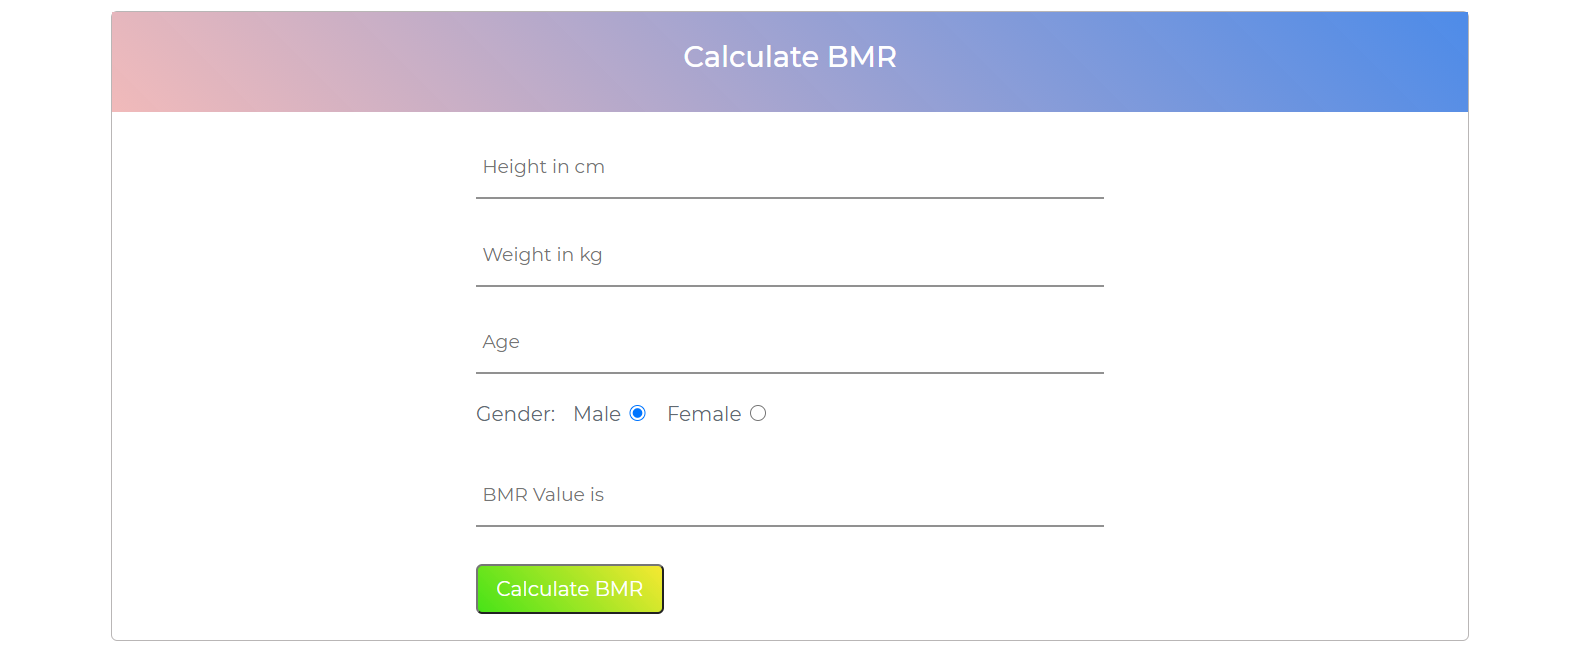 Calculate BMR
Height in cm
Weight in kg
Age
Gender: Male Female
BMR Value is
Calculate BMR